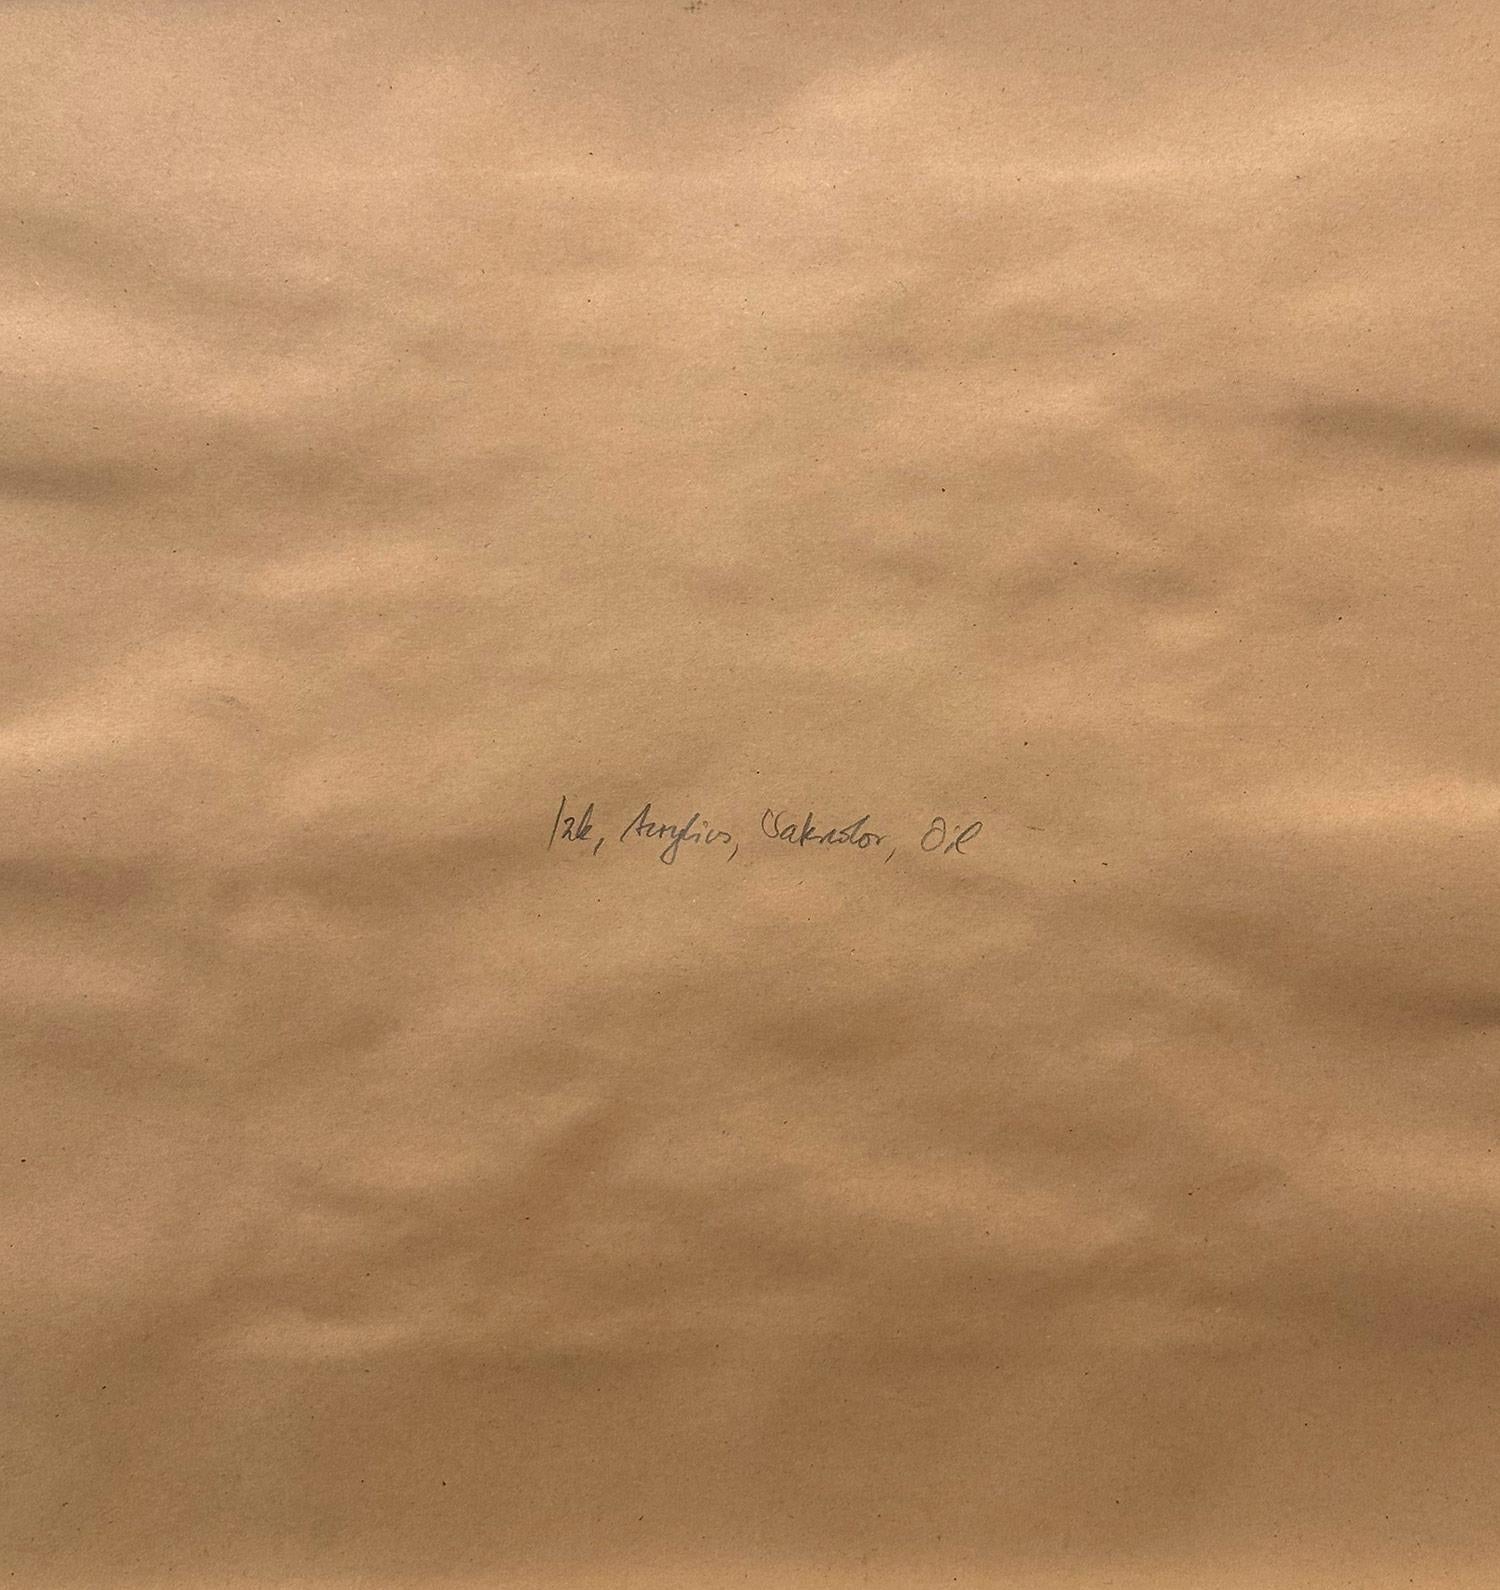 Ink, Acrylics, Watercolor, Oil